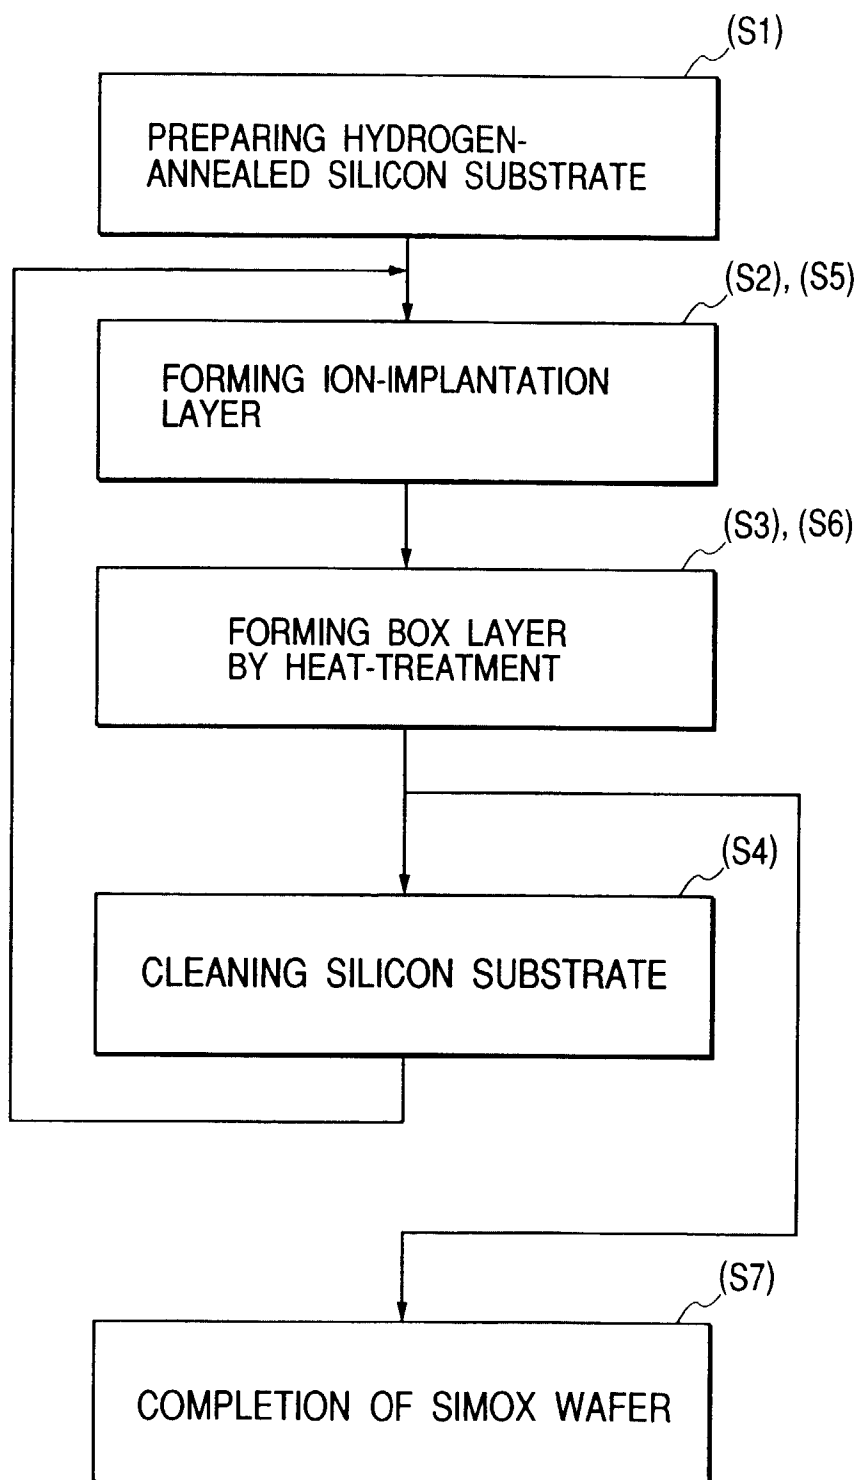 (S1)
PREPARING HYDROGEN-
ANNEALED SILICON SUBSTRATE
(S2), (S5)
FORMING ION-IMPLANTATION
LAYER
(S3), (S6)
FORMING BOX LAYER
BY HEAT-TREATMENT
(S4)
CLEANING SILICON SUBSTRATE
(S7)
COMPLETION OF SIMOX WAFER